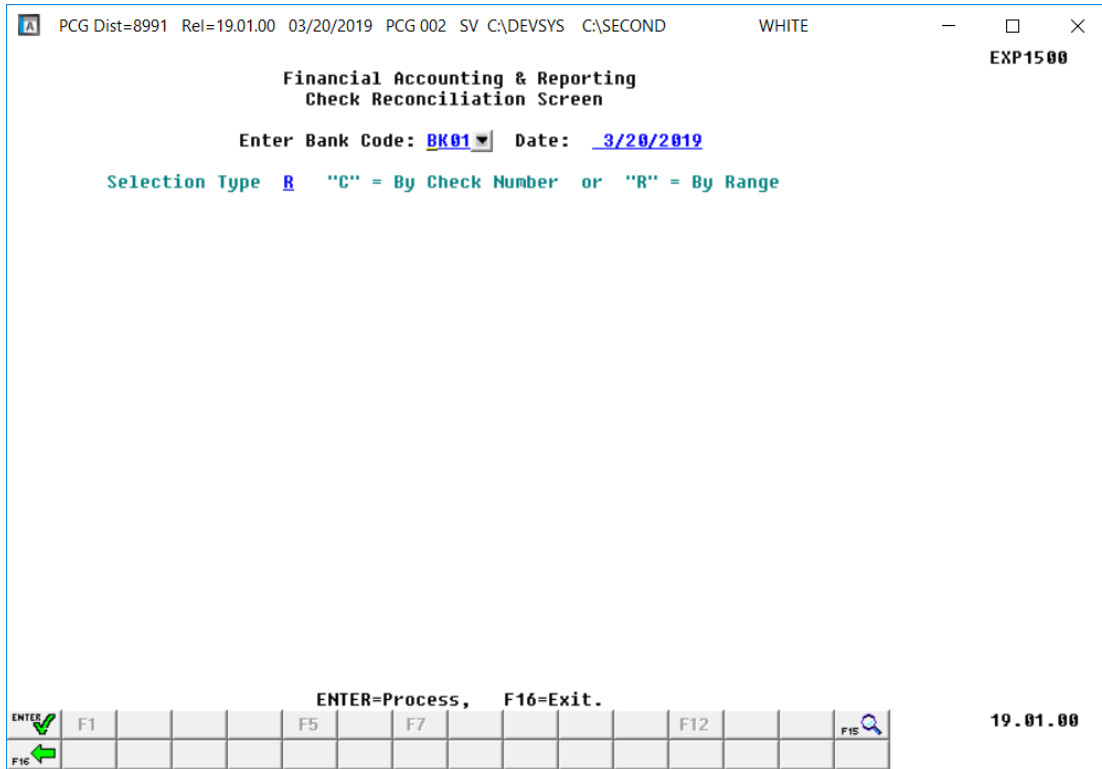 A PCG Dist=8991 Rel=19.01.00 03/20/2019 PCG 002 SV C:\DEVSYS C:\SECOND WHITE
EXP1500
Financial Accounting & Reporting
Check Reconciliation Screen
Enter Bank Code: BK01 Date: 3/20/2019
Selection Type R "C" = By Check Number or "R" = By Range
ENTER=Process, F16=Exit.
ENTER F1 F5 F7 F12 F15 19.01.00
F16